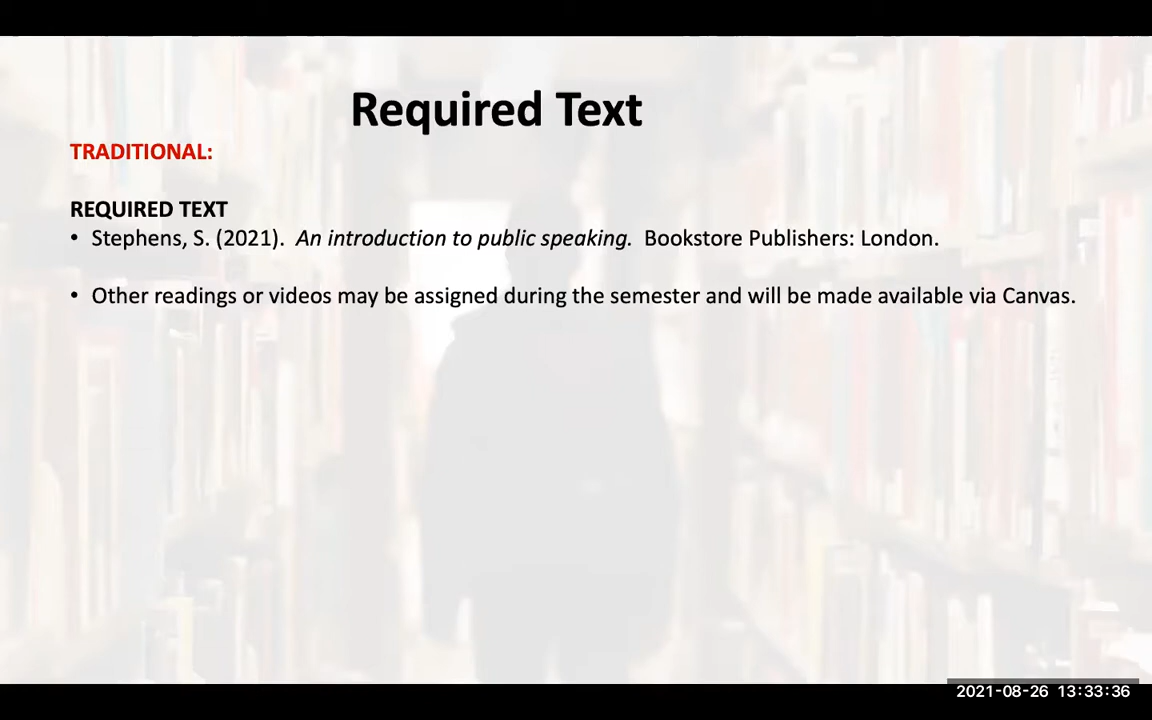 Required Text
TRADITIONAL:
REQUIRED TEXT
• Stephens, S. (2021). An introduction to public speaking. Bookstore Publishers: London.
• Other readings or videos may be assigned during the semester and will be made available via Canvas.
2021-08-26 13:33:36